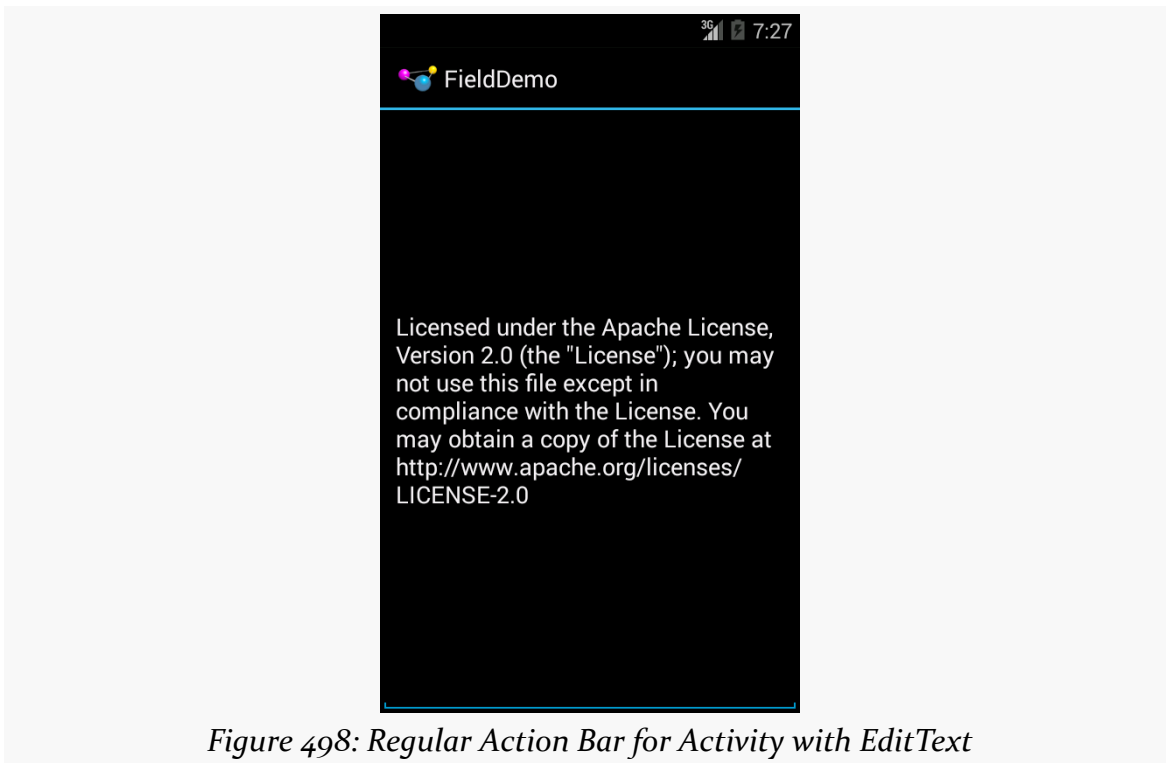 3G 7:27
FieldDemo
Licensed under the Apache License,
Version 2.0 (the "License"); you may
not use this file except in
compliance with the License. You
may obtain a copy of the License at
http://www.apache.org/licenses/
LICENSE-2.0
Figure 498: Regular Action Bar for Activity with EditText